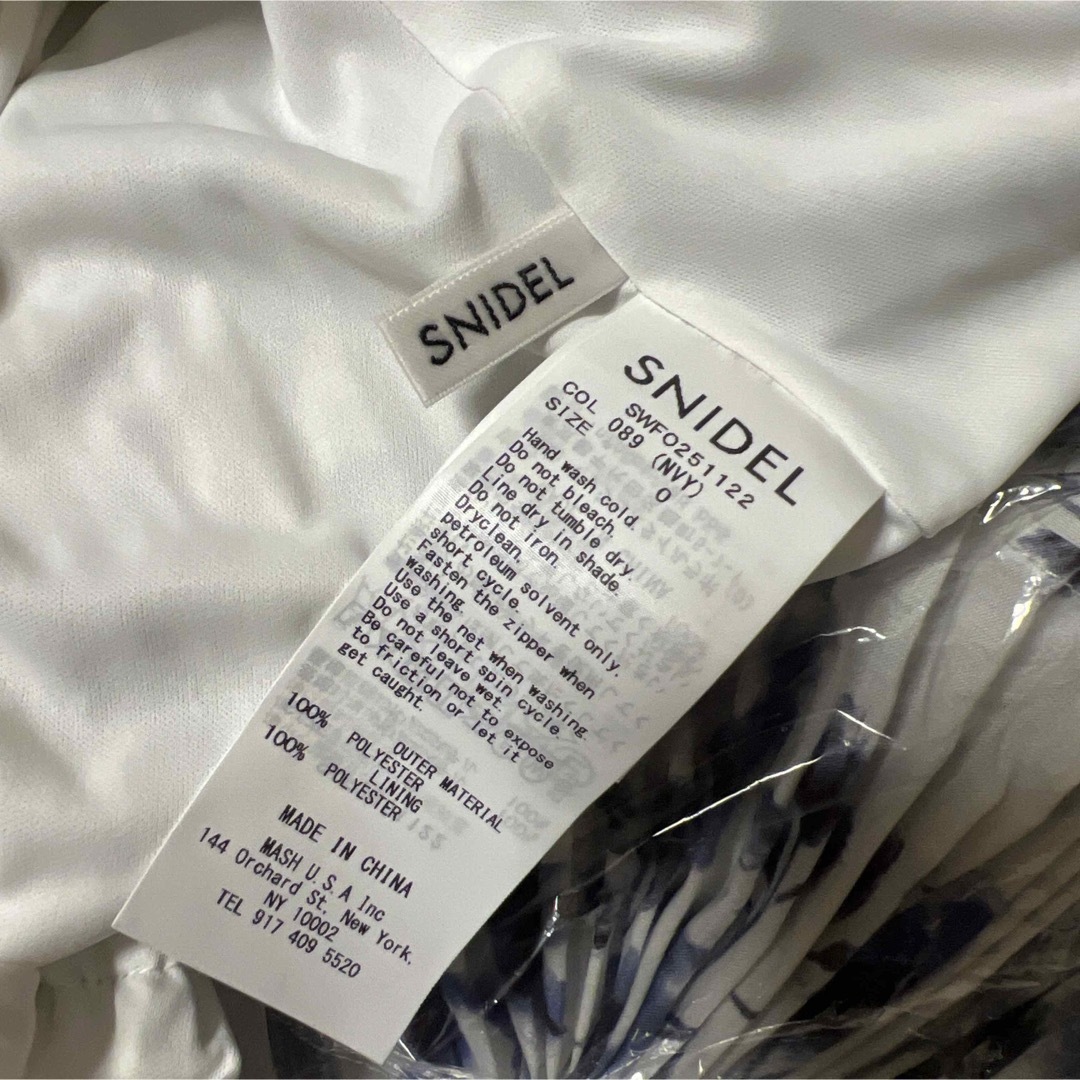 SNIDEL
SNIDEL
SWFO251122
COL 089 (NVY)
SIZE 0
Hand wash cold.
Do not bleach.
Do not tumble dry.
Line dry in shade.
Do not iron.
Dryclean,
petroleum solvent only.
short cycle.
Fasten the zipper when
washing.
Use the net when washing.
Use a short spin cycle.
Do not leave wet.
Be careful not to expose
to friction or let it
get caught.
OUTER MATERIAL
100% POLYESTER
LINING
100% POLYESTER
MADE IN CHINA
MASH U.S.A Inc
144 Orchard St, New York,
NY 10002
TEL 917 409 5520